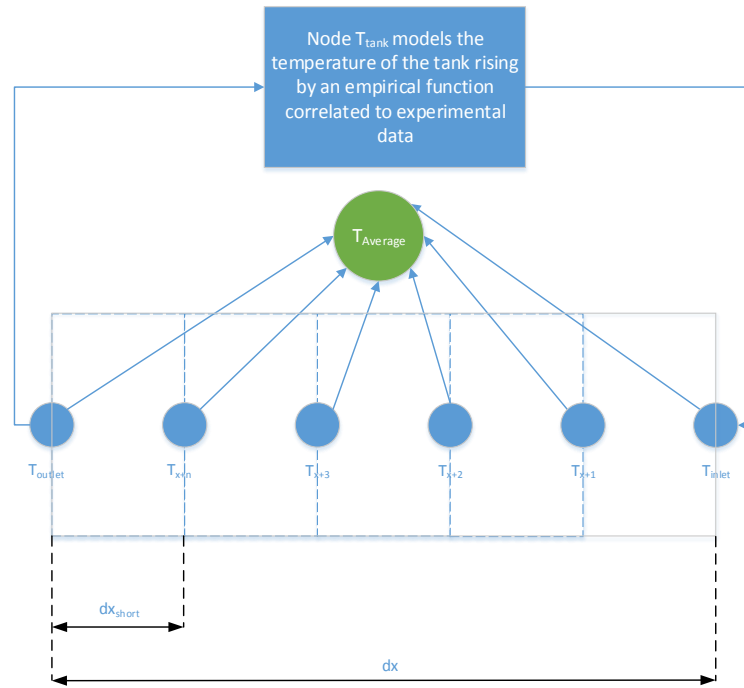 Node Ttank models the
temperature of the tank rising
by an empirical function
correlated to experimental
data
TAverage
Toutlet Tx+n Tx+3 Tx+2 Tx+1 Tinlet
dxshort
dx